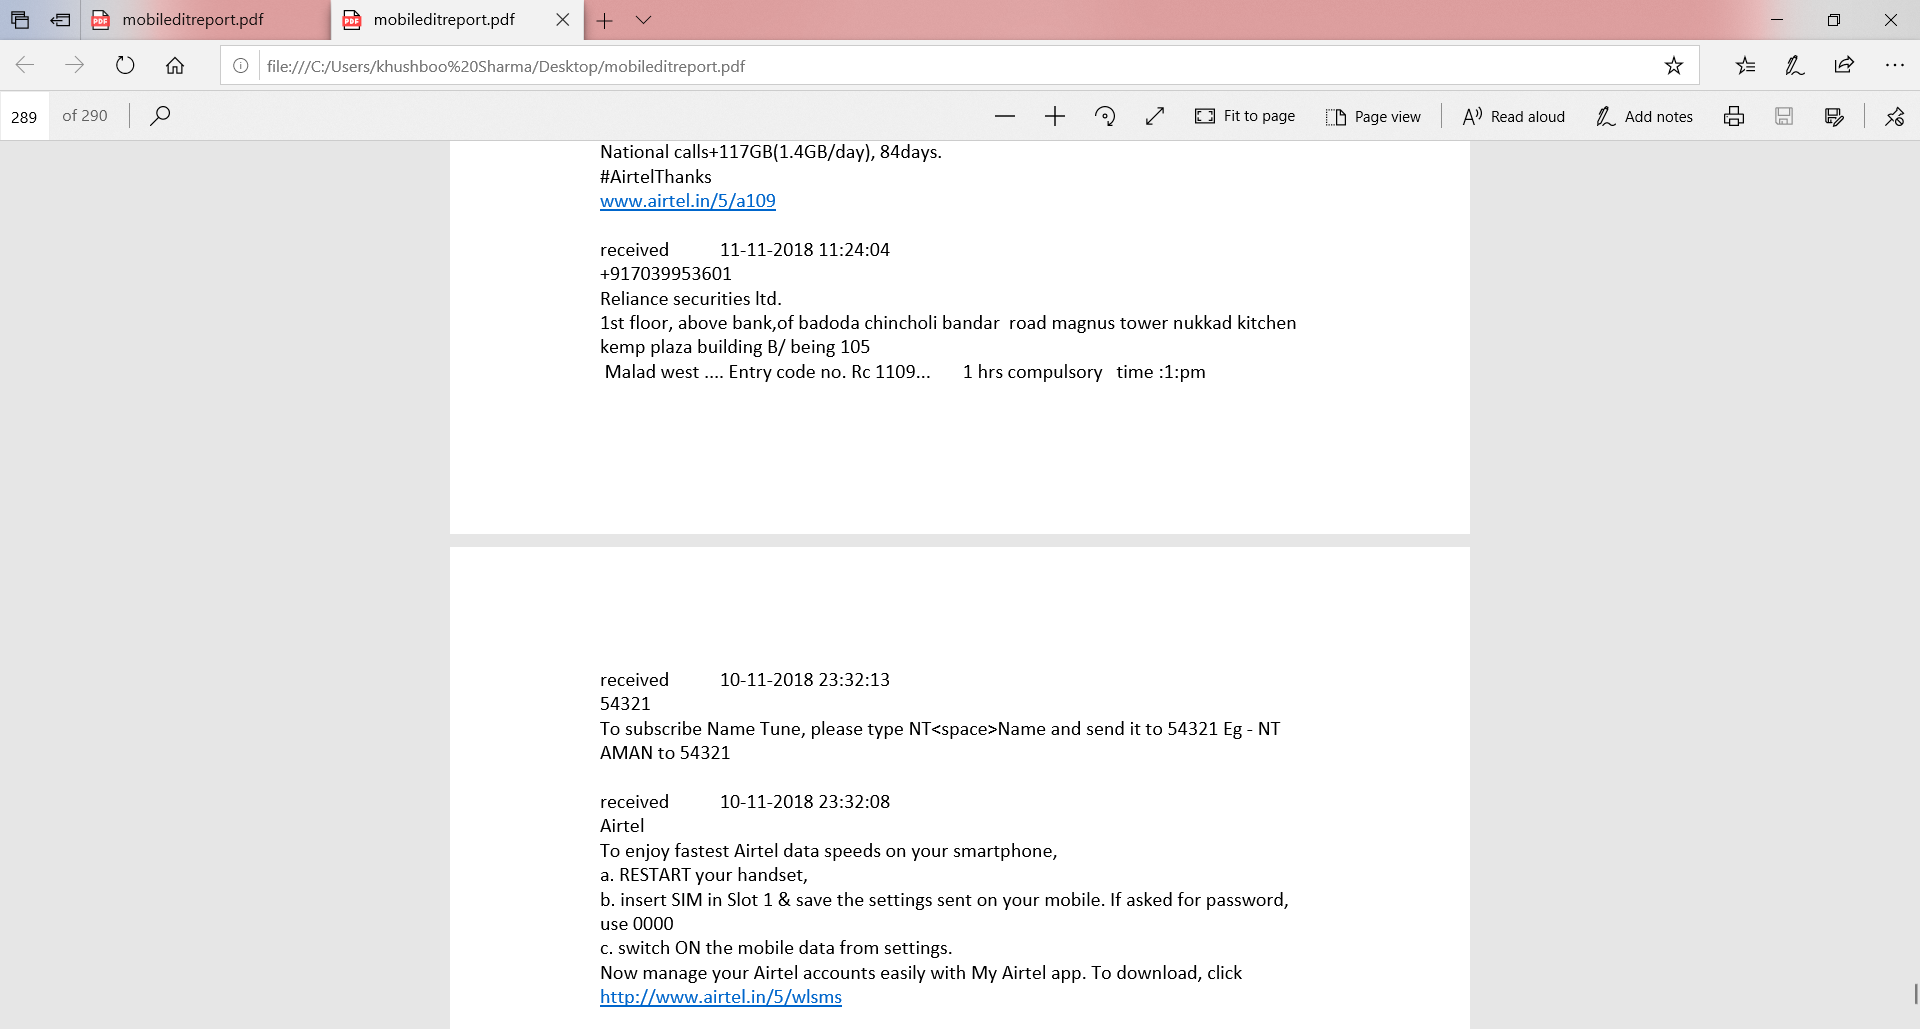 mobileditreport.pdf
mobileditreport.pdf
file:///C:/Users/khushboo%20Sharma/Desktop/mobileditreport.pdf
289 of 290
Fit to page
Page view
Read aloud
Add notes
National calls+117GB(1.4GB/day), 84days.
#AirtelThanks
www.airtel.in/5/a109
received 11-11-2018 11:24:04
+917039953601
Reliance securities ltd.
1st floor, above bank,of badoda chincholi bandar  road magnus tower nukkad kitchen
kemp plaza building B/ being 105
Malad west .... Entry code no. Rc 1109...       1 hrs compulsory   time :1:pm
received 10-11-2018 23:32:13
54321
To subscribe Name Tune, please type NT<space>Name and send it to 54321 Eg - NT
AMAN to 54321
received 10-11-2018 23:32:08
Airtel
To enjoy fastest Airtel data speeds on your smartphone,
a. RESTART your handset,
b. insert SIM in Slot 1 & save the settings sent on your mobile. If asked for password,
use 0000
c. switch ON the mobile data from settings.
Now manage your Airtel accounts easily with My Airtel app. To download, click
http://www.airtel.in/5/wlsms